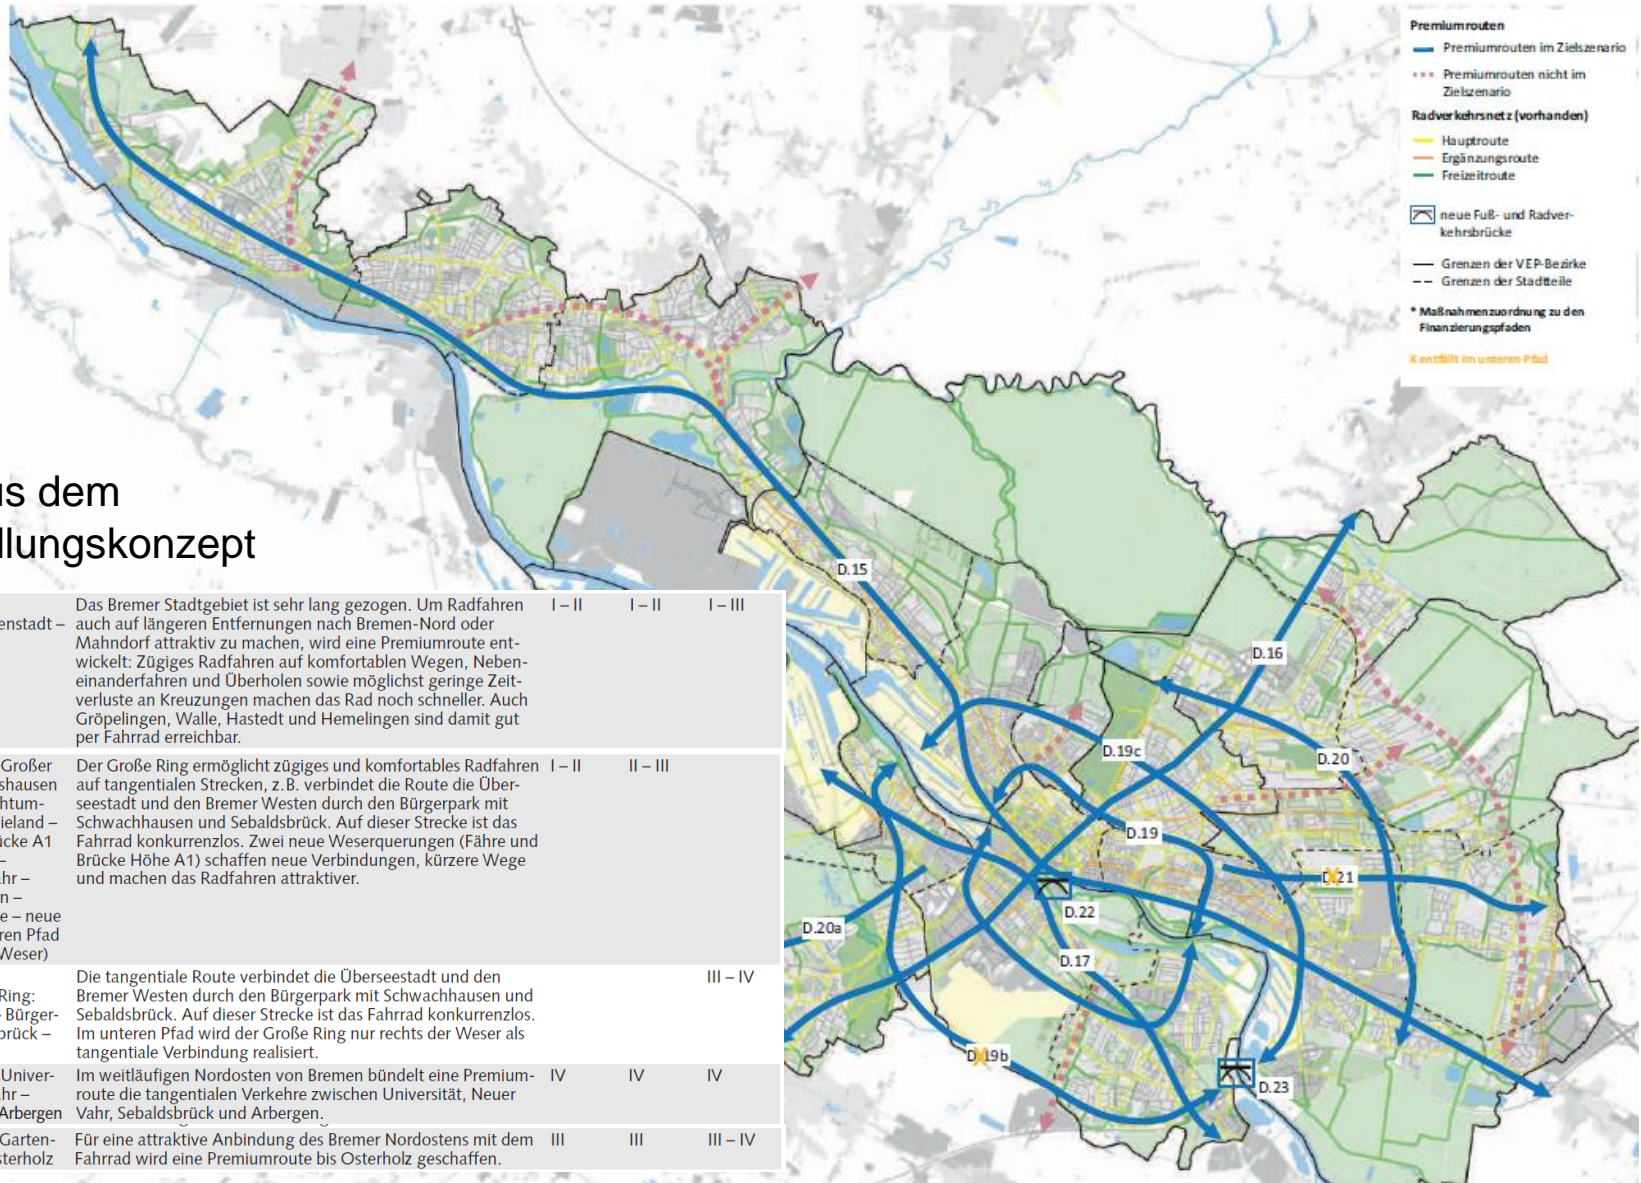 Premiumrouten
Premiumrouten im Zielszenario
Premiumrouten nicht im
Zielszenario
Radverkehrsnetz (vorhanden)
Hauptroute
Ergänzungsroute
Freizeitroute
neue Fuß- und Radver-
kehrsbrücke
Grenzen der VEP-Bezirke
Grenzen der Stadtteile
* Maßnahmenzuordnung zu den
Finanzierungspfaden
X entfällt im unteren Pfad
us dem
llungskonzept
D.15
D.16
D.19c
D.20
D.19
D.21
D.22
D.20a
D.17
D.19b
D.23
Das Bremer Stadtgebiet ist sehr lang gezogen. Um Radfahren I – II I – II I – III
enstadt – auch auf längeren Entfernungen nach Bremen-Nord oder
Mahndorf attraktiv zu machen, wird eine Premiumroute ent-
wickelt: Zügiges Radfahren auf komfortablen Wegen, Neben-
einanderfahren und Überholen sowie möglichst geringe Zeit-
verluste an Kreuzungen machen das Rad noch schneller. Auch
Gröpelingen, Walle, Hastedt und Hemelingen sind damit gut
per Fahrrad erreichbar.
Großer Der Große Ring ermöglicht zügiges und komfortables Radfahren I – II II – III
shausen auf tangentialen Strecken, z. B. verbindet die Route die Über-
htum- seestadt und den Bremer Westen durch den Bürgerpark mit
ieland – Schwachhausen und Sebaldsbrück. Auf dieser Strecke ist das
icke A1 Fahrrad konkurrenzlos. Zwei neue Weserquerungen (Fähre und
– Brücke Höhe A1) schaffen neue Verbindungen, kürzere Wege
hr – und machen das Radfahren attraktiver.
n –
e – neue
ren Pfad
Weser)
Die tangentiale Route verbindet die Überseestadt und den III – IV
Ring: Bremer Westen durch den Bürgerpark mit Schwachhausen und
- Bürger- Sebaldsbrück. Auf dieser Strecke ist das Fahrrad konkurrenzlos.
brück – Im unteren Pfad wird der Große Ring nur rechts der Weser als
tangentiale Verbindung realisiert.
Univer- Im weitläufigen Nordosten von Bremen bündelt eine Premium- IV IV IV
hr – route die tangentialen Verkehre zwischen Universität, Neuer
Arbergen Vahr, Sebaldsbrück und Arbergen.
Garten- Für eine attraktive Anbindung des Bremer Nordostens mit dem III III III – IV
sterholz Fahrrad wird eine Premiumroute bis Osterholz geschaffen.